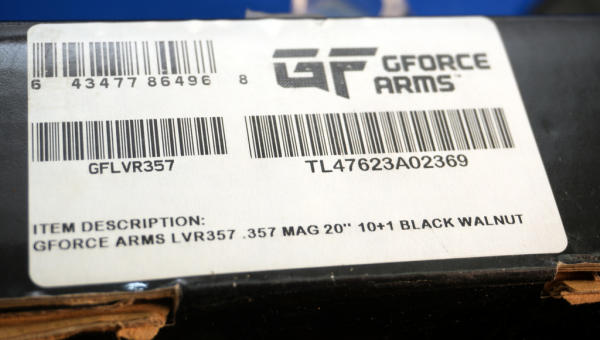 6 43477 86496 8
GF GFORCE
ARMS™
GFLVR357
TL47623A02369
ITEM DESCRIPTION:
GFORCE ARMS LVR357 .357 MAG 20" 10+1 BLACK WALNUT